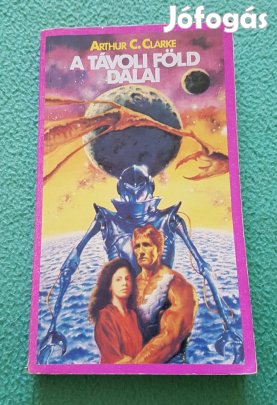 Jófogás
ARTHUR C. CLARKE
A TÁVOLI FÖLD
DALAI